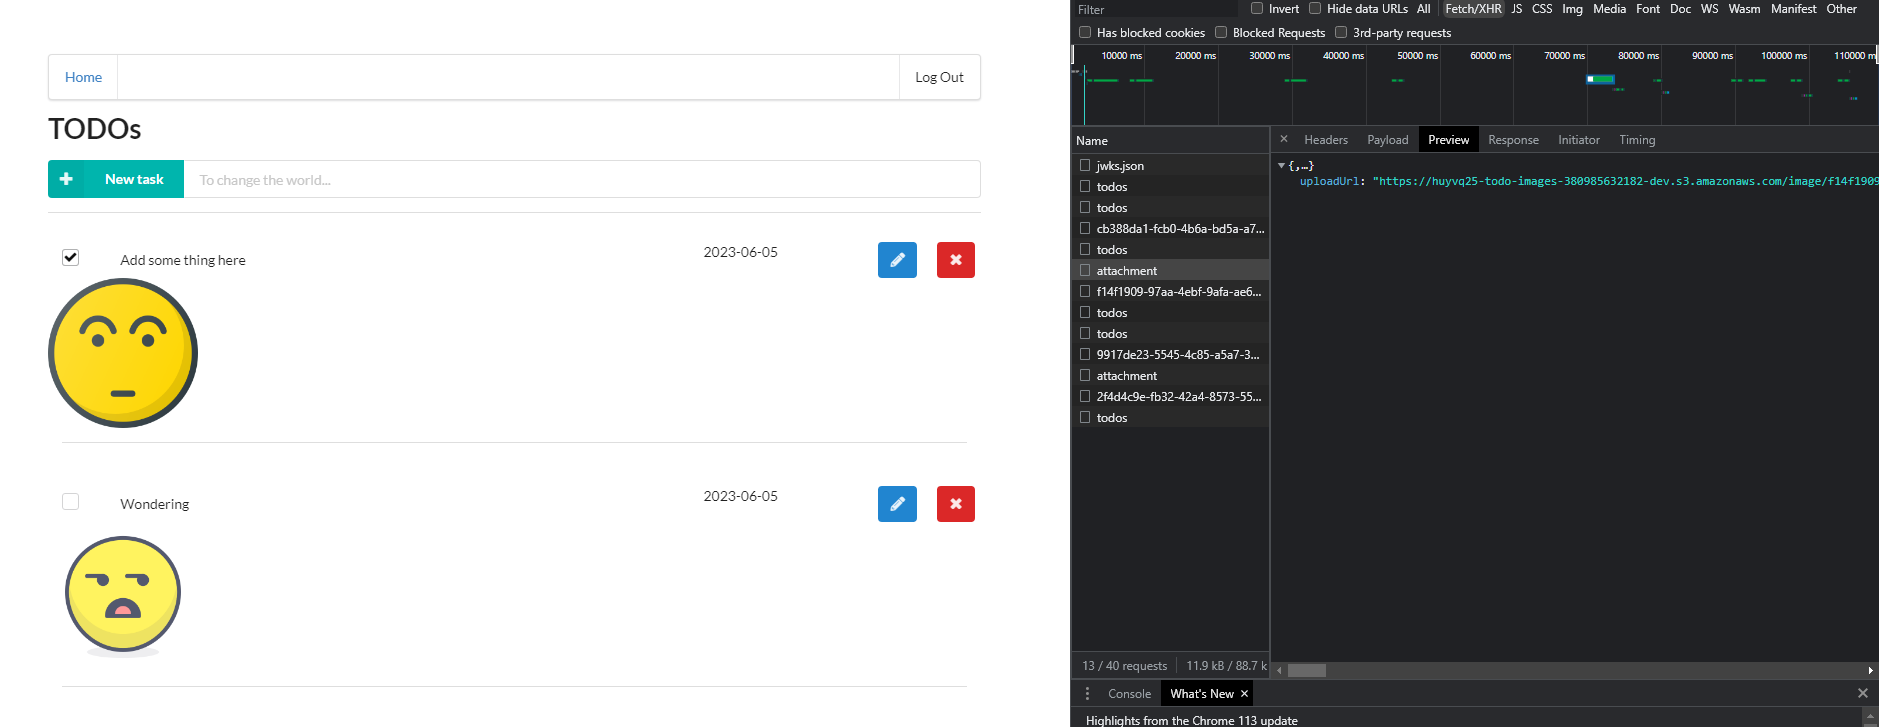 Home
Log Out
TODOs
New task
To change the world...
Add some thing here
2023-06-05
Wondering
2023-06-05
Filter
Invert
Hide data URLs
All
Fetch/XHR
JS
CSS
Img
Media
Font
Doc
WS
Wasm
Manifest
Other
Has blocked cookies
Blocked Requests
3rd-party requests
10000 ms
20000 ms
30000 ms
40000 ms
50000 ms
60000 ms
70000 ms
80000 ms
90000 ms
100000 ms
110000 m
Name
jwks.json
todos
todos
cb388da1-fcb0-4b6a-bd5a-a7...
todos
attachment
f14f1909-97aa-4ebf-9afa-ae6...
todos
todos
9917de23-5545-4c85-a5a7-3...
attachment
2f4d4c9e-fb32-42a4-8573-55...
todos
13 / 40 requests
11.9 kB / 88.7 k
Headers
Payload
Preview
Response
Initiator
Timing
{,…}
uploadUrl: "https://huyvq25-todo-images-380985632182-dev.s3.amazonaws.com/image/f14f1909
Console
What's New
Highlights from the Chrome 113 update